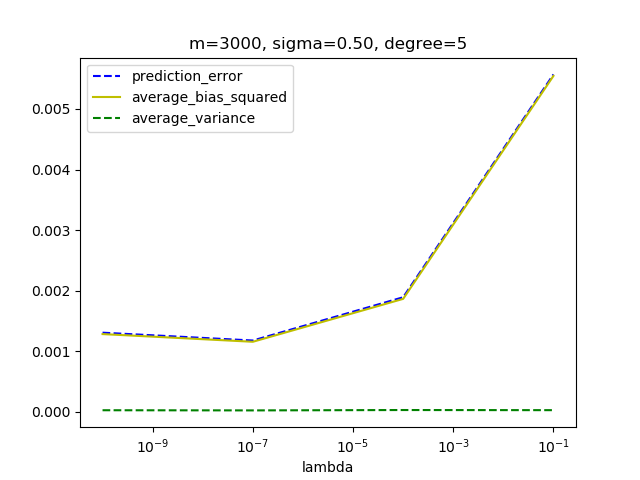 m=3000, sigma=0.50, degree=5
prediction_error
average_bias_squared
average_variance
0.005
0.004
0.003
0.002
0.001
0.000
10⁻⁹ 10⁻⁷ 10⁻⁵ 10⁻³ 10⁻¹
lambda